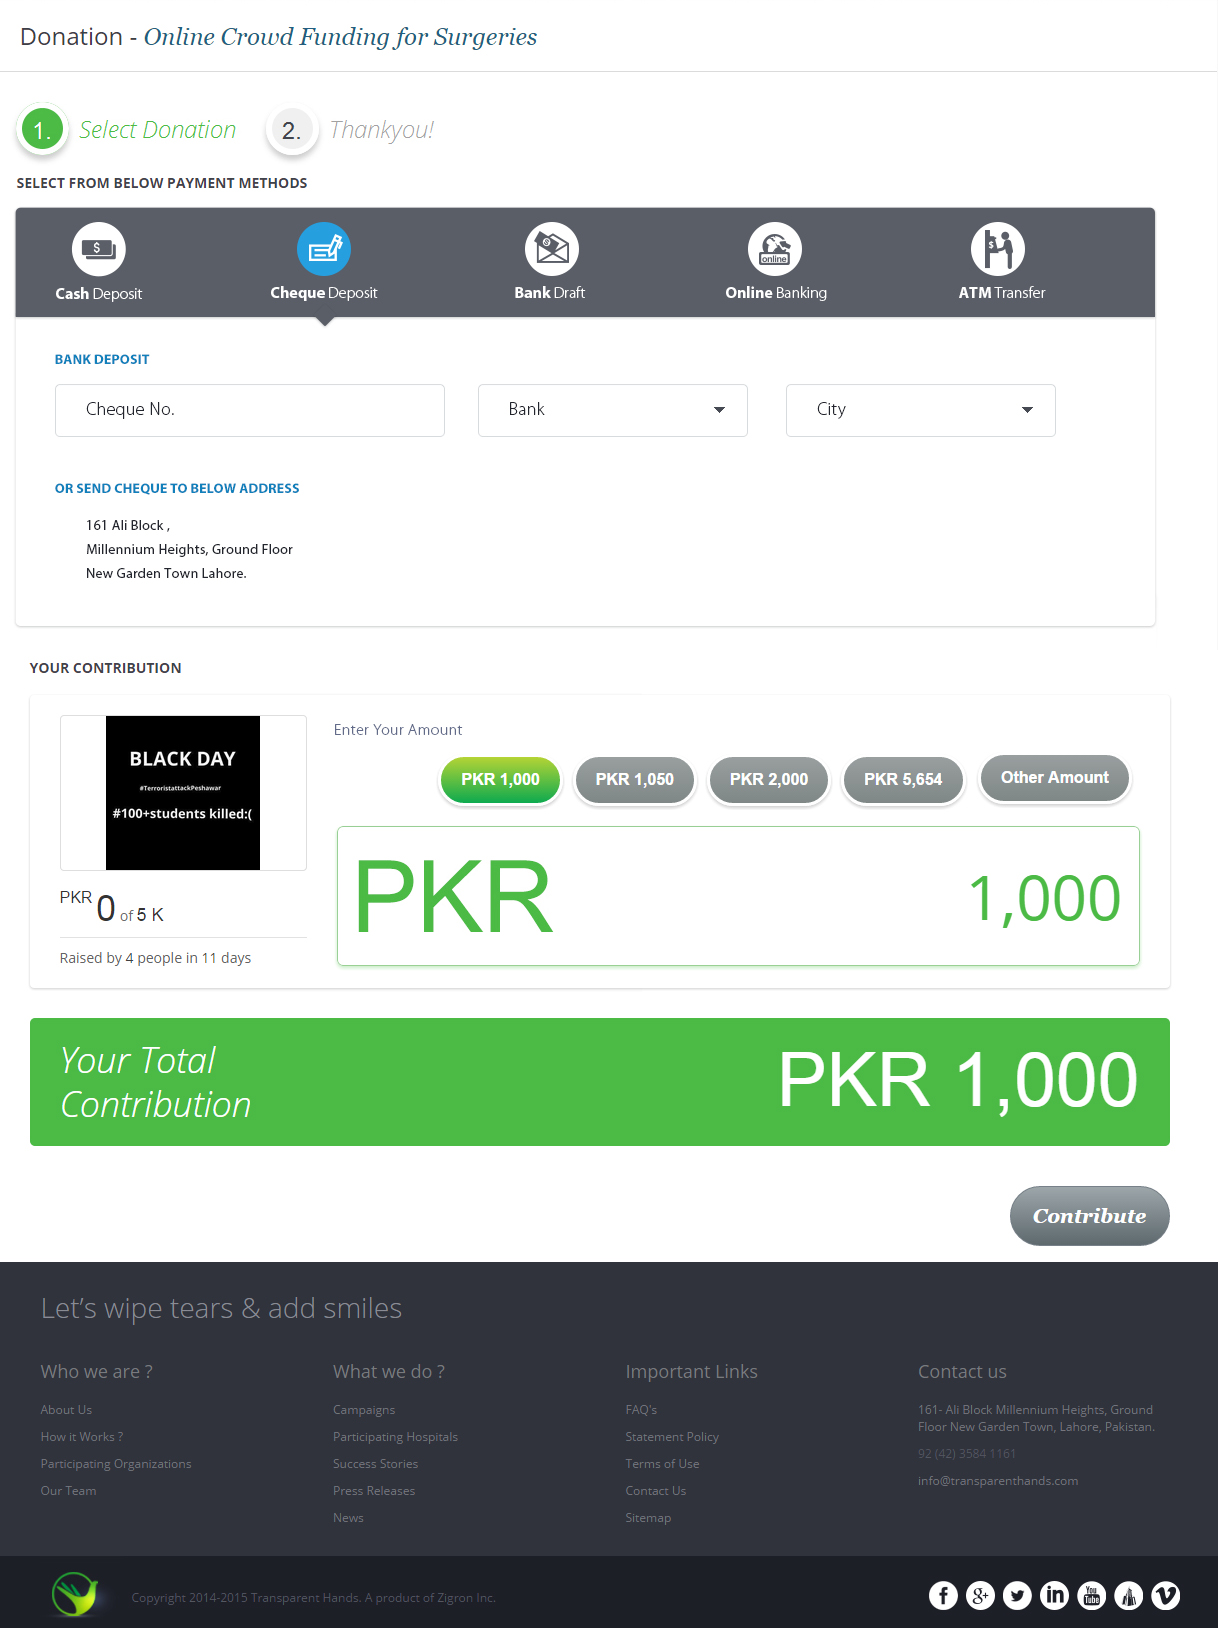 Donation - Online Crowd Funding for Surgeries
1. Select Donation 2. Thankyou!
SELECT FROM BELOW PAYMENT METHODS
online
Cash Deposit Cheque Deposit Bank Draft Online Banking ATM Transfer
BANK DEPOSIT
Cheque No. Bank City
OR SEND CHEQUE TO BELOW ADDRESS
161 Ali Block ,
Millennium Heights, Ground Floor
New Garden Town Lahore.
YOUR CONTRIBUTION
BLACK DAY
#TerroristattackPeshawar
#100+students killed:(
PKR 0 of 5 K
Raised by 4 people in 11 days
Enter Your Amount
PKR 1,000 PKR 1,050 PKR 2,000 PKR 5,654 Other Amount
PKR 1,000
Your Total
Contribution
PKR 1,000
Contribute
Let’s wipe tears & add smiles
Who we are ?
About Us
How it Works ?
Participating Organizations
Our Team
What we do ?
Campaigns
Participating Hospitals
Success Stories
Press Releases
News
Important Links
FAQ's
Statement Policy
Terms of Use
Contact Us
Sitemap
Contact us
161- Ali Block Millennium Heights, Ground
Floor New Garden Town, Lahore, Pakistan.
92 (42) 3584 1161
info@transparenthands.com
Copyright 2014-2015 Transparent Hands. A product of Zigron Inc.
f g+ in You Tube V